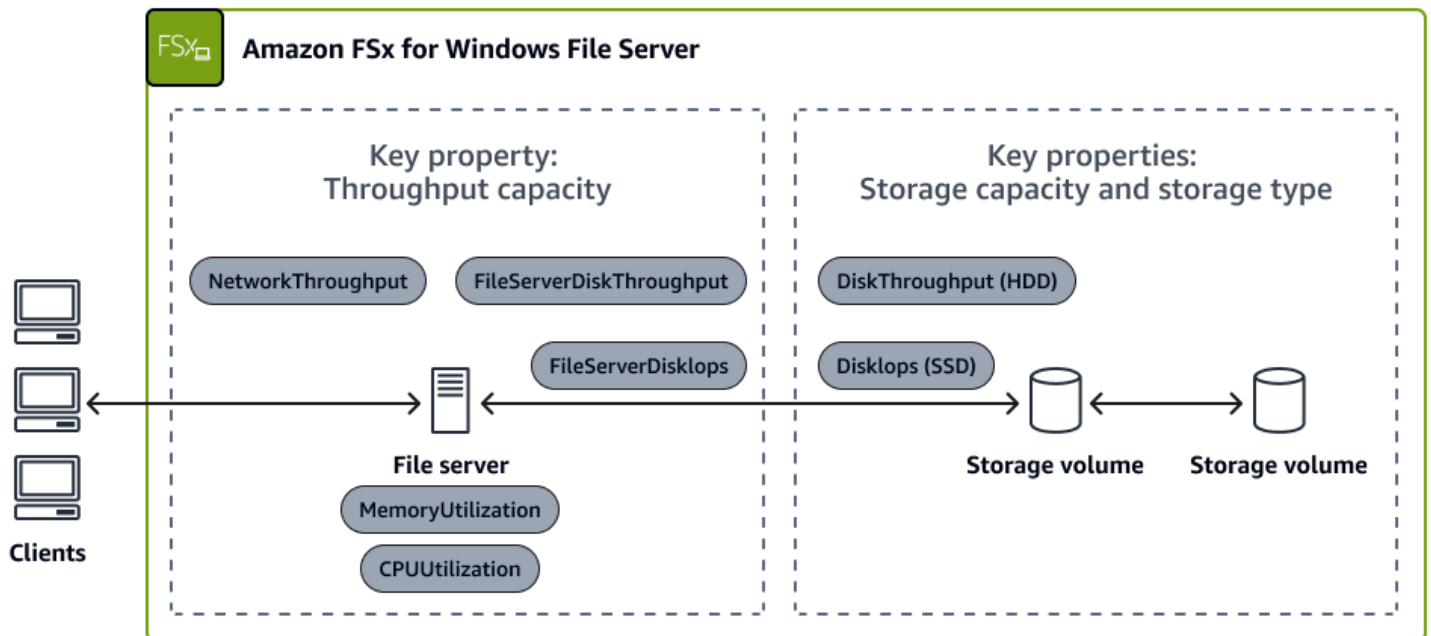 FSx
Amazon FSx for Windows File Server
Key property:
Throughput capacity
Key properties:
Storage capacity and storage type
NetworkThroughput
FileServerDiskThroughput
DiskThroughput (HDD)
FileServerDiskIops
DiskIops (SSD)
File server
Storage volume
Storage volume
MemoryUtilization
Clients
CPUUtilization